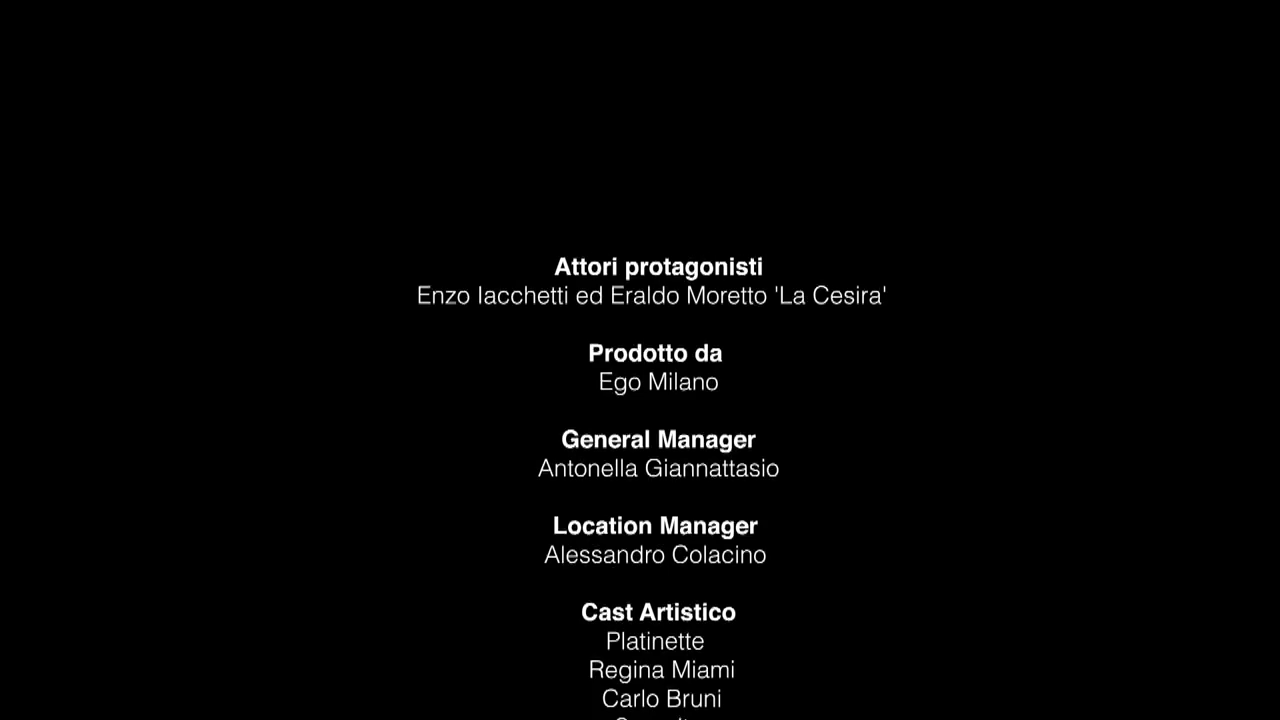 Attori protagonisti
Enzo Iacchetti ed Eraldo Moretto 'La Cesira'
Prodotto da
Ego Milano
General Manager
Antonella Giannattasio
Location Manager
Alessandro Colacino
Cast Artistico
Platinette
Regina Miami
Carlo Bruni